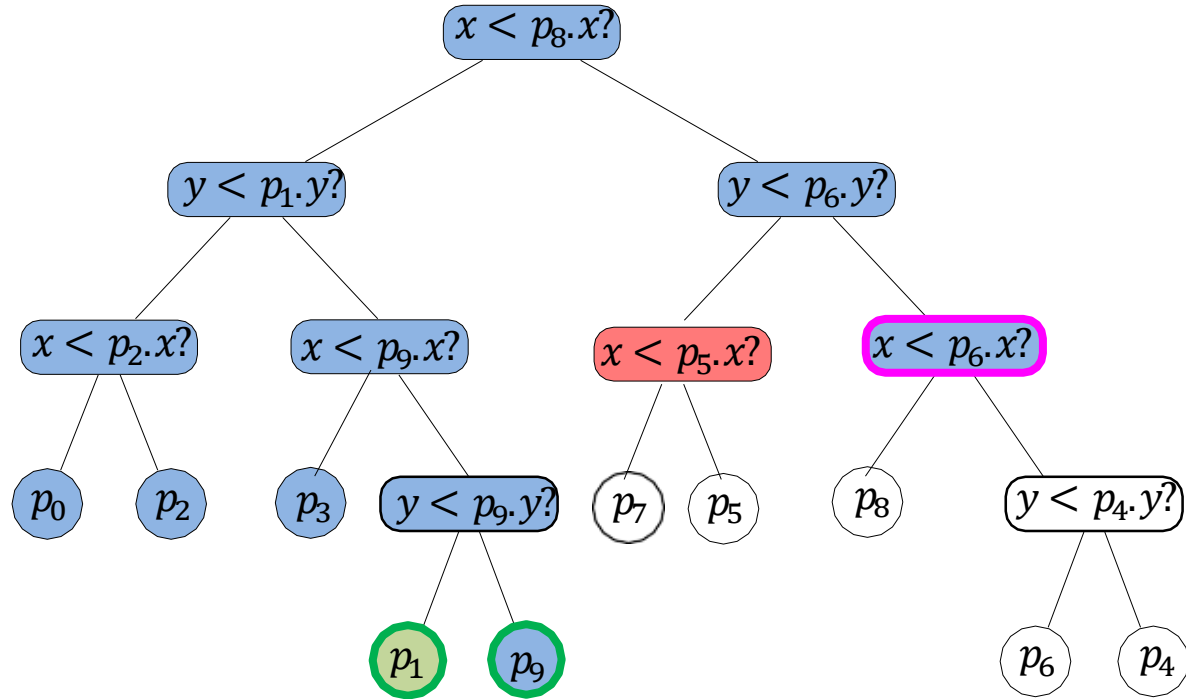 x < p₈.x?
y < p₁.y?
y < p₆.y?
x < p₂.x?
x < p₉.x?
x < p₅.x?
x < p₆.x?
p₀
p₂
p₃
y < p₉.y?
p₇
p₅
p₈
y < p₄.y?
p₁
p₉
p₆
p₄